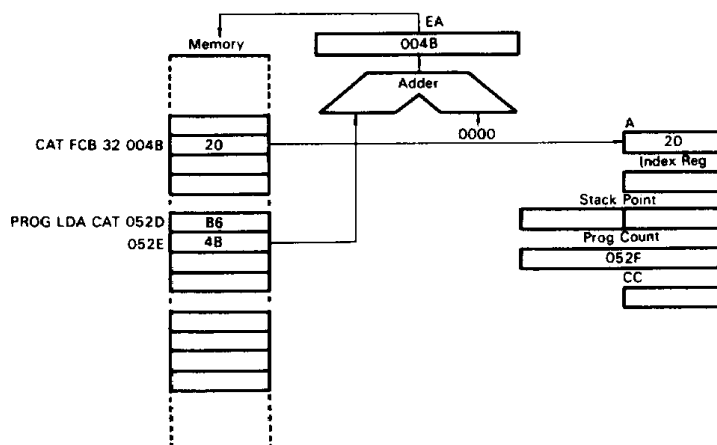 EA
Memory
004B
Adder
0000
A
CAT FCB 32 004B
20
20
Index Reg
Stack Point
PROG LDA CAT 052D
B6
Prog Count
052E
4B
052F
CC